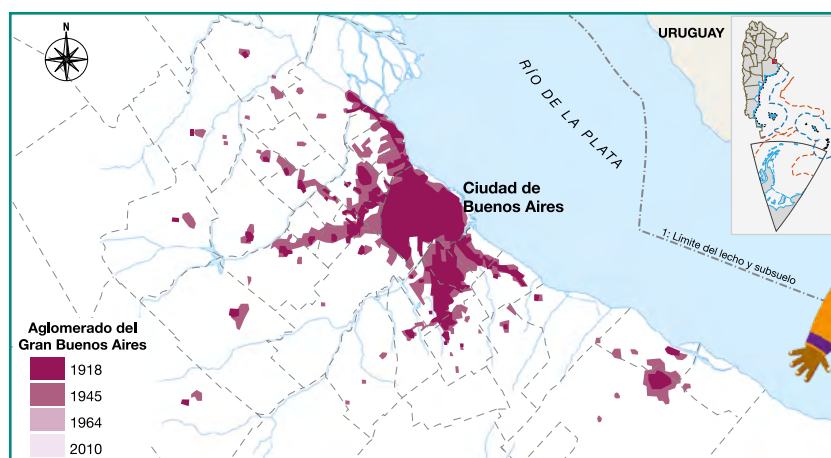 N
URUGUAY
RÍO DE LA PLATA
Ciudad de
Buenos Aires
1: Límite del lecho y subsuelo
Aglomerado del
Gran Buenos Aires
1918
1945
1964
2010